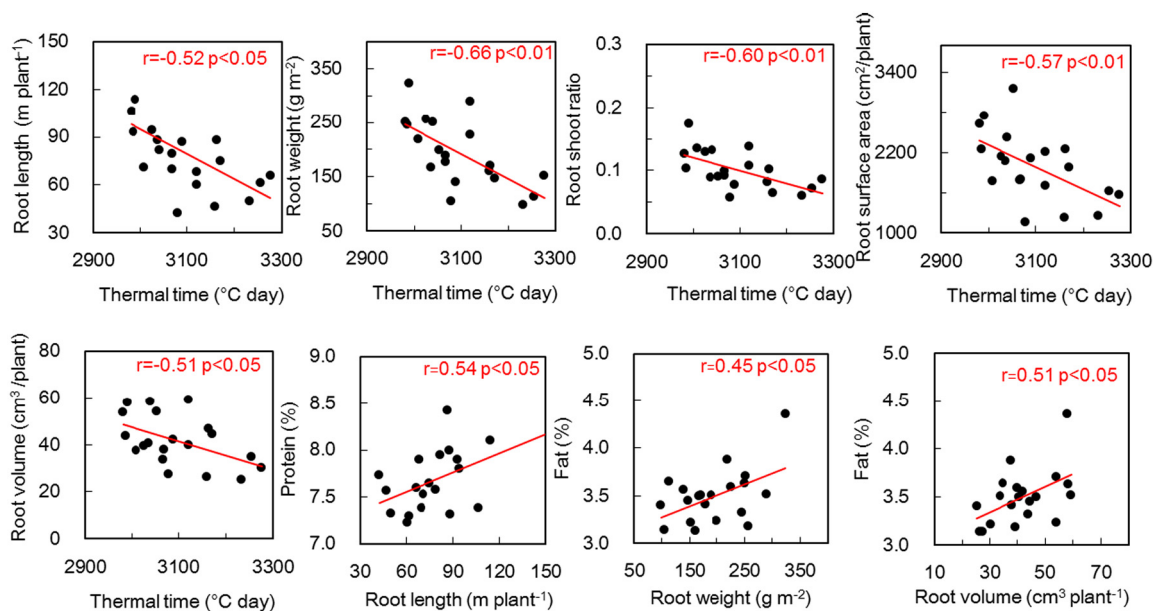 r=-0.52 p<0.05
Root length (m plant⁻¹)
150
120
90
60
30
2900
3100
3300
Thermal time (°C day)
r=-0.66 p<0.01
Root weight (g m⁻²)
350
250
150
50
2900
3100
3300
Thermal time (°C day)
r=-0.60 p<0.01
Root shoot ratio
0.3
0.2
0.1
0.0
2900
3100
3300
Thermal time (°C day)
r=-0.57 p<0.01
Root surface area (cm²/plant)
3400
2200
1000
2900
3100
3300
Thermal time (°C day)
r=-0.51 p<0.05
Root volume (cm³ /plant)
80
60
40
20
0
2900
3100
3300
Thermal time (°C day)
r=0.54 p<0.05
Protein (%)
9.0
8.5
8.0
7.5
7.0
30
60
90
120
150
Root length (m plant⁻¹)
r=0.45 p<0.05
Fat (%)
5.0
4.5
4.0
3.5
3.0
50
150
250
350
450
Root weight (g m⁻²)
r=0.51 p<0.05
Fat (%)
5.0
4.5
4.0
3.5
3.0
10
30
50
70
Root volume (cm³ plant⁻¹)